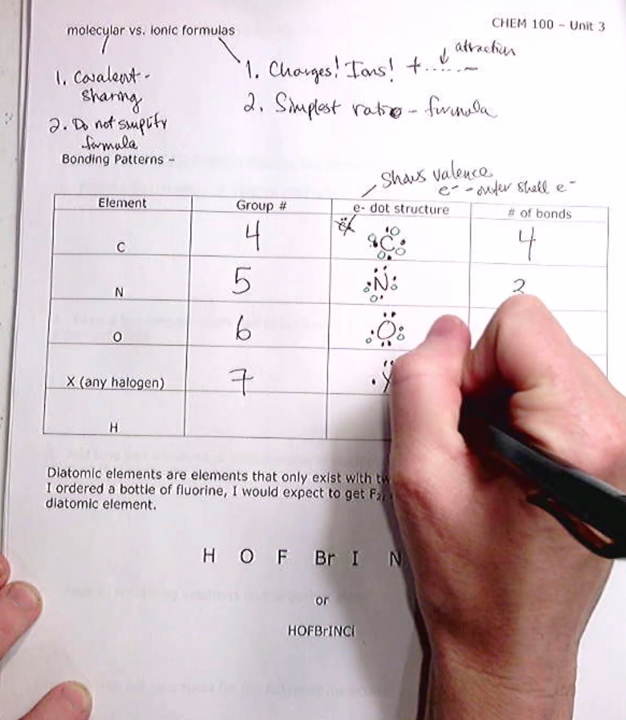 CHEM 100 – Unit 3
molecular vs. ionic formulas
1. Covalent -
sharing
2. Do not simplify
formula
1. Charges! Ions! + ...... –
attraction
2. Simplest ratio - formula
Bonding Patterns –
Shows valence
e⁻ - outer shell e⁻
Element Group # e- dot structure # of bonds
C 4 C 4
N 5 N
O 6 O
X (any halogen) 7
H
Diatomic elements are elements that only exist with
I ordered a bottle of fluorine, I would expect to get F₂,
diatomic element.
H O F Br I N
or
HOFBrINCl